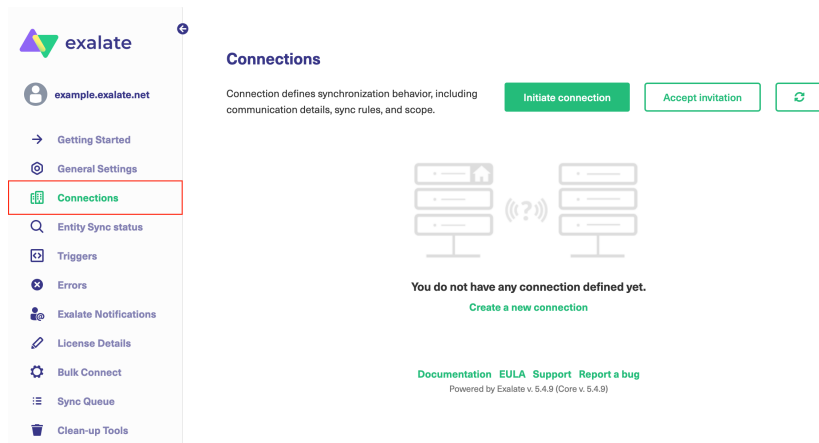 exalate
example.exalate.net
Getting Started
General Settings
Connections
Entity Sync status
Triggers
Errors
Exalate Notifications
License Details
Bulk Connect
Sync Queue
Clean-up Tools
Connections
Connection defines synchronization behavior, including
communication details, sync rules, and scope.
Initiate connection
Accept invitation
((?))
You do not have any connection defined yet.
Create a new connection
Documentation EULA Support Report a bug
Powered by Exalate v. 5.4.9 (Core v. 5.4.9)